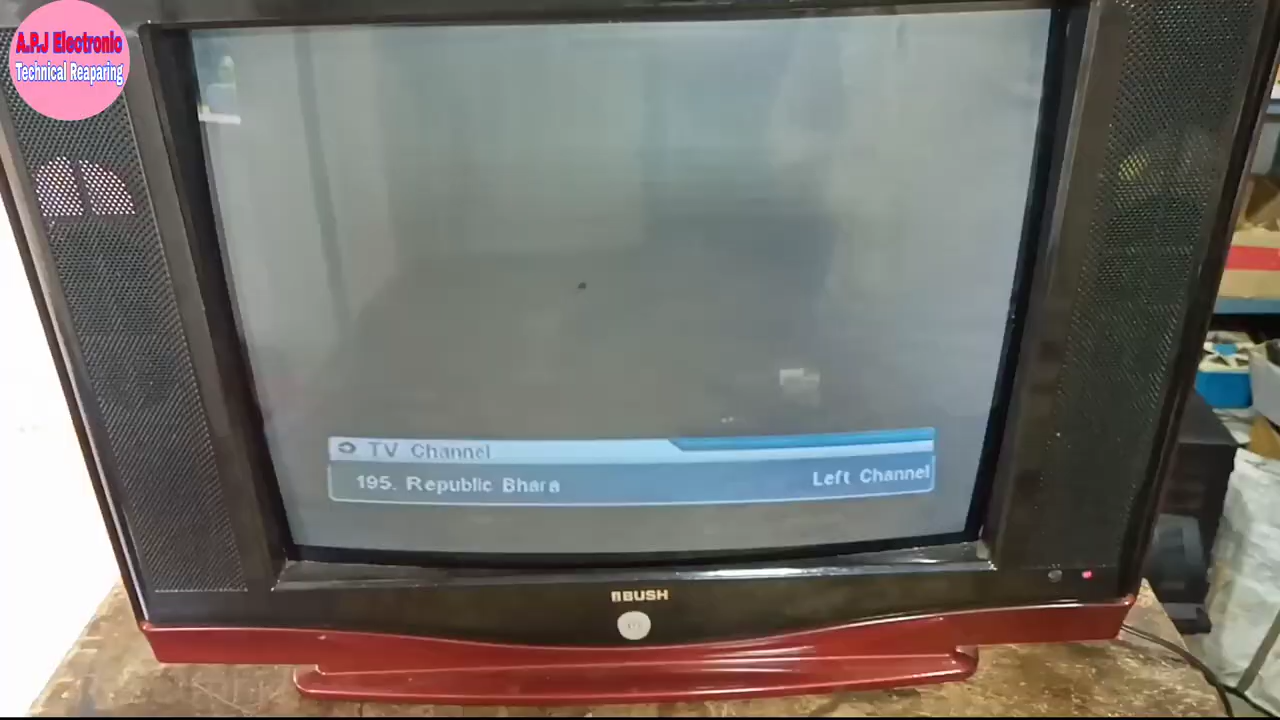 A.P.J Electronic
Technical Reaparing
TV Channel
195. Republic Bhara
Left Channel
BUSH